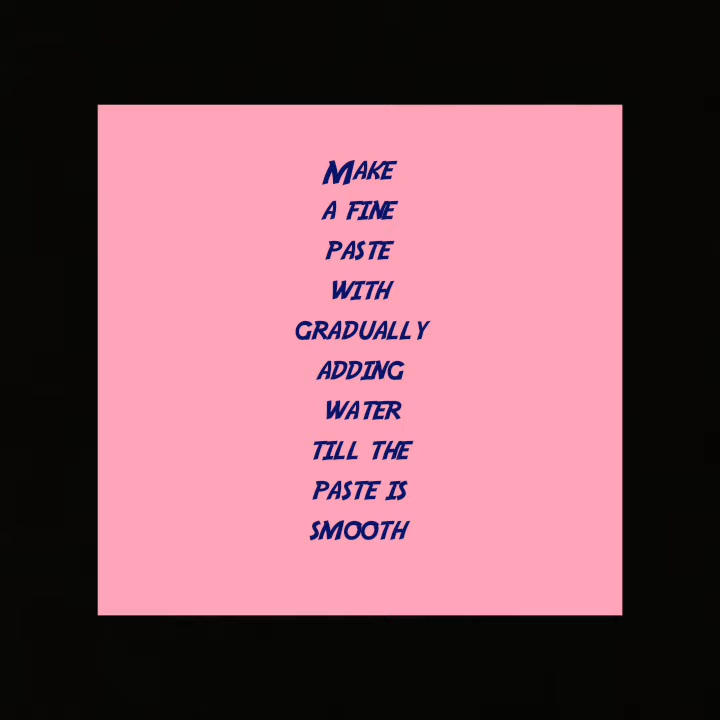 Make
a fine
paste
with
gradually
adding
water
till the
paste is
smooth